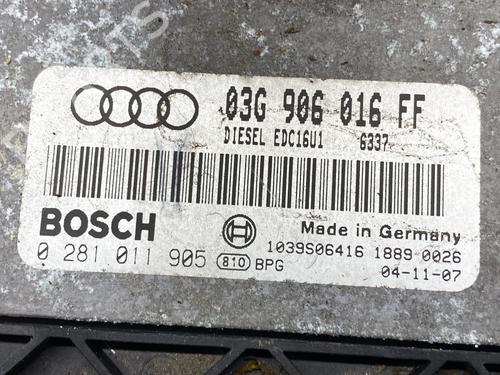 03G 906 016 FF
DIESEL EDC16U1 6337
BOSCH
Made in Germany
0 281 011 905
810 BPG
1039S06416 1889 0026
04-11-07